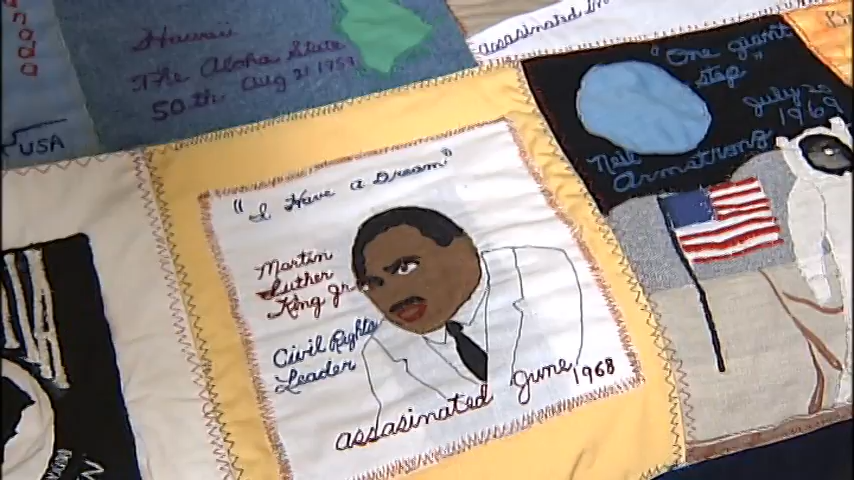 USA
Hawaii
The Aloha State
50th Aug 21 1959
assasinated
"One giant
step"
July 20
1969
Neil
Armstrong
"I Have a Dream"
Martin
Luther
King Jr.
Civil Rights
Leader
assasinated June 1968